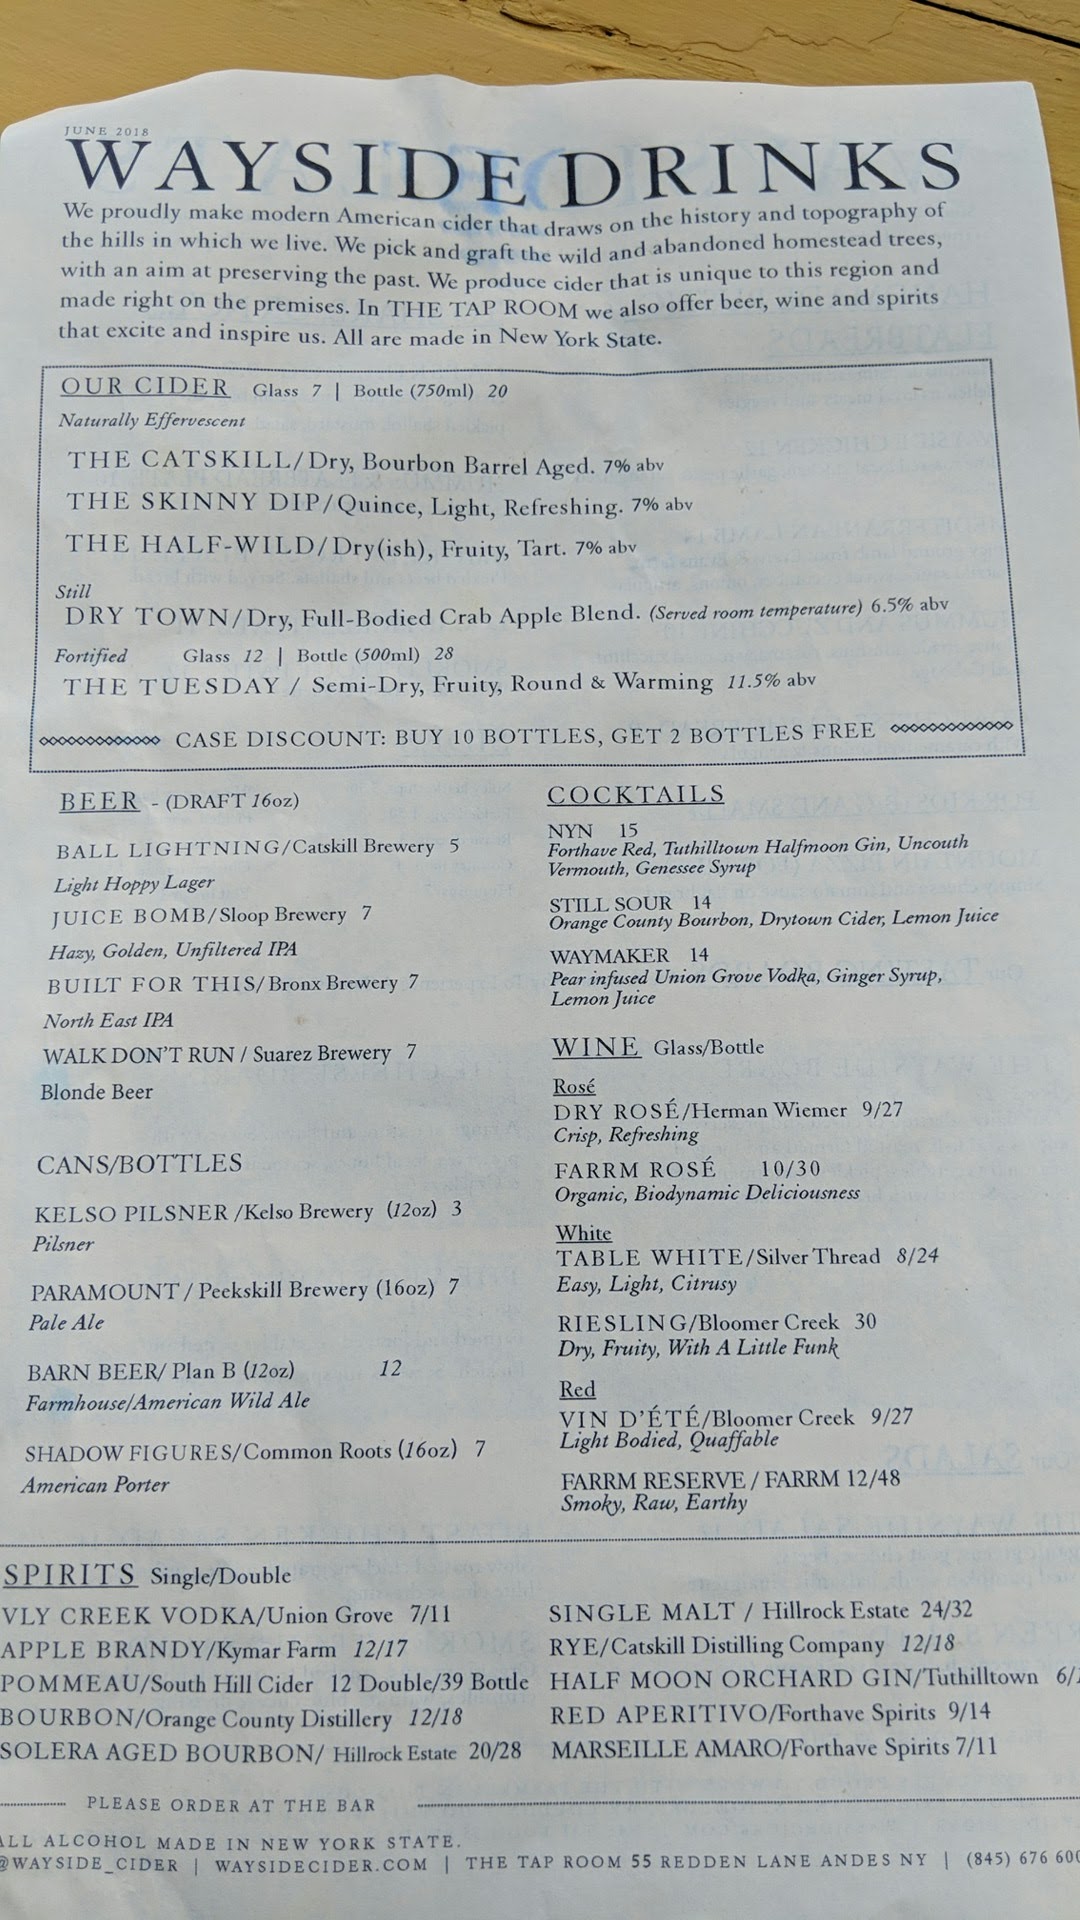 JUNE 2018
WAYSIDE DRINKS
We proudly make modern American cider that draws on the history and topography of
the hills in which we live. We pick and graft the wild and abandoned homestead trees,
with an aim at preserving the past. We produce cider that is unique to this region and
made right on the premises. In THE TAP ROOM we also offer beer, wine and spirits
that excite and inspire us. All are made in New York State.
OUR CIDER Glass 7 | Bottle (750ml) 20
Naturally Effervescent
THE CATSKILL/Dry, Bourbon Barrel Aged. 7% abv
THE SKINNY DIP/Quince, Light, Refreshing. 7% abv
THE HALF-WILD/Dry(ish), Fruity, Tart. 7% abv
Still
DRY TOWN/Dry, Full-Bodied Crab Apple Blend. (Served room temperature) 6.5% abv
Fortified Glass 12 | Bottle (500ml) 28
THE TUESDAY / Semi-Dry, Fruity, Round & Warming 11.5% abv
CASE DISCOUNT: BUY 10 BOTTLES, GET 2 BOTTLES FREE
BEER - (DRAFT 16oz)
BALL LIGHTNING/Catskill Brewery 5
Light Hoppy Lager
JUICE BOMB/Sloop Brewery 7
Hazy, Golden, Unfiltered IPA
BUILT FOR THIS/Bronx Brewery 7
North East IPA
WALK DON'T RUN / Suarez Brewery 7
Blonde Beer
CANS/BOTTLES
KELSO PILSNER /Kelso Brewery (12oz) 3
Pilsner
PARAMOUNT / Peekskill Brewery (16oz) 7
Pale Ale
BARN BEER/ Plan B (12oz) 12
Farmhouse/American Wild Ale
SHADOW FIGURES/Common Roots (16oz) 7
American Porter
COCKTAILS
NYN 15
Forthave Red, Tuthilltown Halfmoon Gin, Uncouth
Vermouth, Genessee Syrup
STILL SOUR 14
Orange County Bourbon, Drytown Cider, Lemon Juice
WAYMAKER 14
Pear infused Union Grove Vodka, Ginger Syrup,
Lemon Juice
WINE Glass/Bottle
Rosé
DRY ROSÉ/Herman Wiemer 9/27
Crisp, Refreshing
FARRM ROSÉ 10/30
Organic, Biodynamic Deliciousness
White
TABLE WHITE/Silver Thread 8/24
Easy, Light, Citrusy
RIESLING/Bloomer Creek 30
Dry, Fruity, With A Little Funk
Red
VIN D'ÉTÉ/Bloomer Creek 9/27
Light Bodied, Quaffable
FARRM RESERVE / FARRM 12/48
Smoky, Raw, Earthy
SPIRITS Single/Double
VLY CREEK VODKA/Union Grove 7/11
APPLE BRANDY/Kymar Farm 12/17
POMMEAU/South Hill Cider 12 Double/39 Bottle
BOURBON/Orange County Distillery 12/18
SOLERA AGED BOURBON/ Hillrock Estate 20/28
SINGLE MALT / Hillrock Estate 24/32
RYE/Catskill Distilling Company 12/18
HALF MOON ORCHARD GIN/Tuthilltown 6/
RED APERITIVO/Forthave Spirits 9/14
MARSEILLE AMARO/Forthave Spirits 7/11
PLEASE ORDER AT THE BAR
ALL ALCOHOL MADE IN NEW YORK STATE.
@WAYSIDE_CIDER | WAYSIDECIDER.COM | THE TAP ROOM 55 REDDEN LANE ANDES NY | (845) 676 600